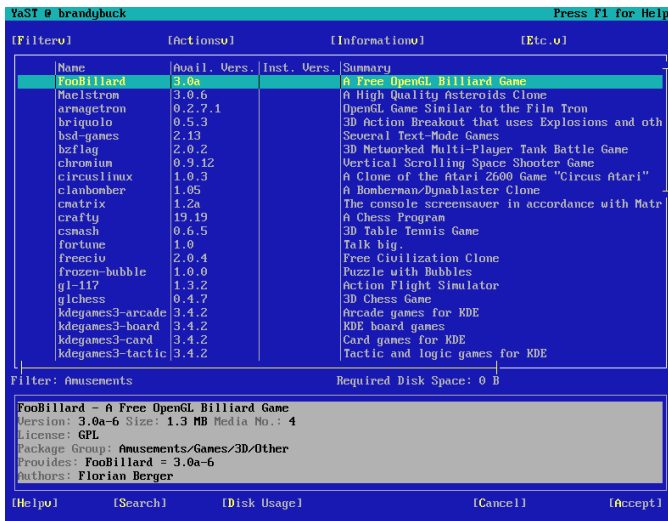 YaST @ brandybuck Press F1 for Help
[Filter↓] [Actions↓] [Information↓] [Etc.↓]
Name |Avail. Vers.|Inst. Vers.|Summary
FooBillard |3.0a | |A Free OpenGL Billiard Game
Maelstrom |3.0.6 | |A High Quality Asteroids Clone
armagetron |0.2.7.1 | |OpenGL Game Similar to the Film Tron
briquolo |0.5.3 | |3D Action Breakout that uses Explosions and oth
bsd-games |2.13 | |Several Text-Mode Games
bzflag |2.0.2 | |3D Networked Multi-Player Tank Battle Game
chromium |0.9.12 | |Vertical Scrolling Space Shooter Game
circuslinux |1.0.3 | |A Clone of the Atari 2600 Game "Circus Atari"
clanbomber |1.05 | |A Bomberman/Dynablaster Clone
cmatrix |1.2a | |The console screensaver in accordance with Matr
crafty |19.19 | |A Chess Program
csmash |0.6.5 | |3D Table Tennis Game
fortune |1.0 | |Talk big.
freeciv |2.0.4 | |Free Civilization Clone
frozen-bubble |1.0.0 | |Puzzle with Bubbles
gl-117 |1.3.2 | |Action Flight Simulator
glchess |0.4.7 | |3D Chess Game
kdegames3-arcade|3.4.2 | |Arcade games for KDE
kdegames3-board |3.4.2 | |KDE board games
kdegames3-card |3.4.2 | |Card games for KDE
kdegames3-tactic|3.4.2 | |Tactic and logic games for KDE
Filter: Amusements Required Disk Space: 0 B
FooBillard - A Free OpenGL Billiard Game
Version: 3.0a-6 Size: 1.3 MB Media No.: 4
License: GPL
Package Group: Amusements/Games/3D/Other
Provides: FooBillard = 3.0a-6
Authors: Florian Berger
[Help↓] [Search] [Disk Usage] [Cancel] [Accept]